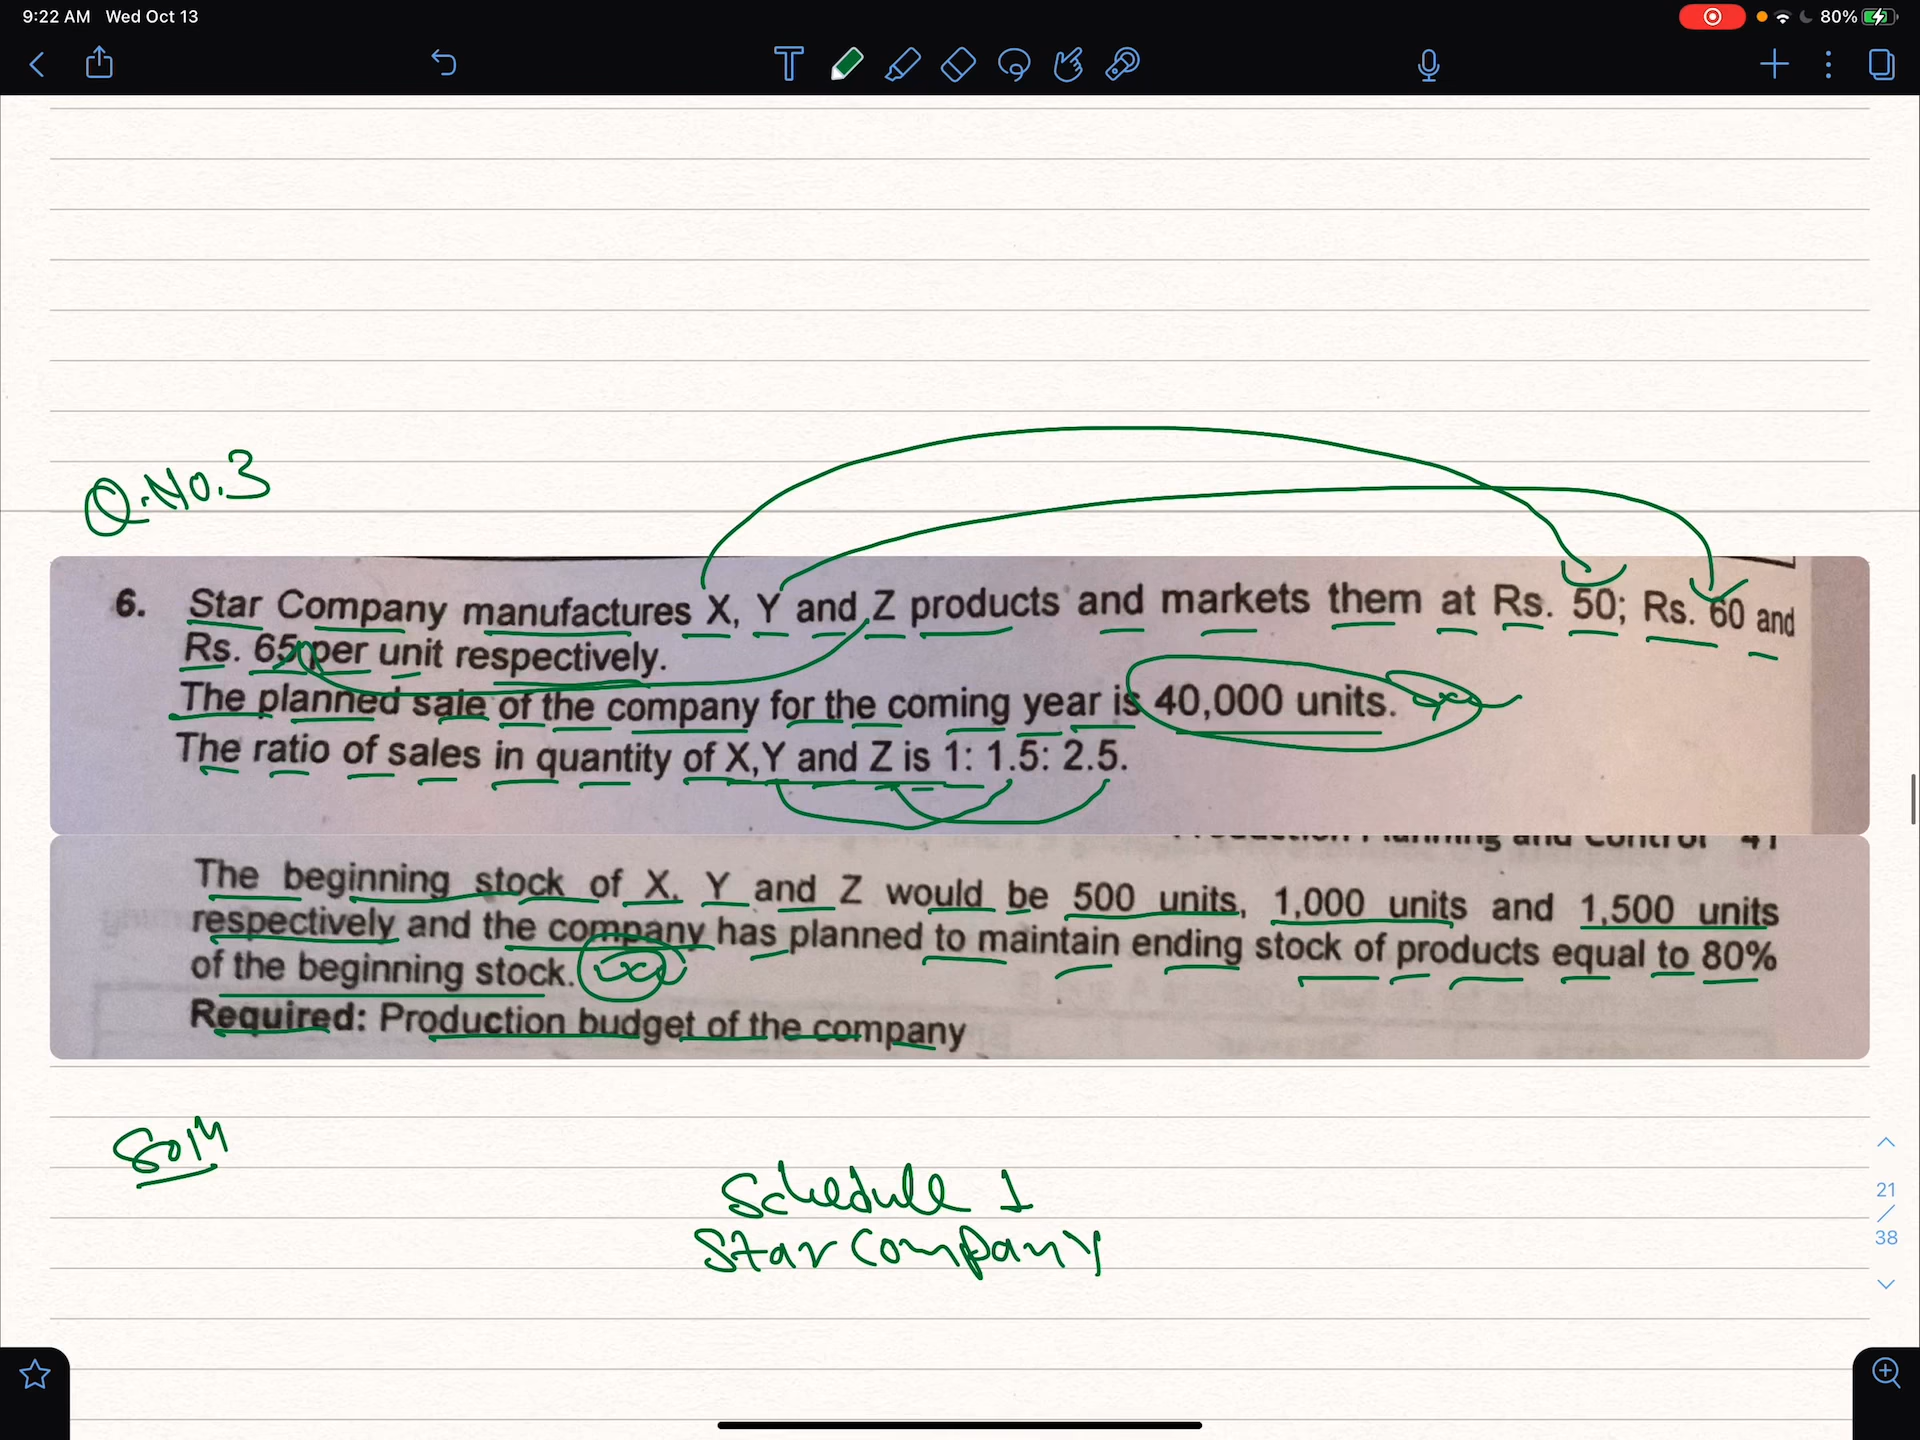 9:22 AM Wed Oct 13
80%
Q.No.3
6. Star Company manufactures X, Y and Z products and markets them at Rs. 50; Rs. 60 and
Rs. 65 per unit respectively.
The planned sale of the company for the coming year is 40,000 units.
The ratio of sales in quantity of X,Y and Z is 1: 1.5: 2.5.
Production Planning and Control 41
The beginning stock of X, Y and Z would be 500 units, 1,000 units and 1,500 units
respectively and the company has planned to maintain ending stock of products equal to 80%
of the beginning stock.
Required: Production budget of the company
Soln
Schedule 1
Star Company
21
/
38